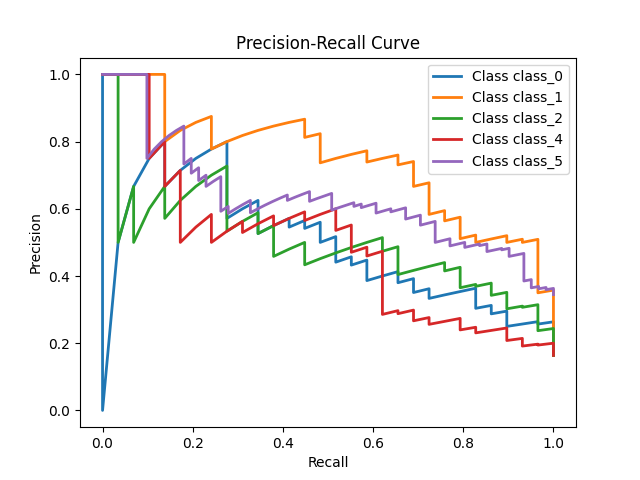 Precision-Recall Curve
1.0
0.8
0.6
0.4
0.2
0.0
Precision
Class class_0
Class class_1
Class class_2
Class class_4
Class class_5
0.0 0.2 0.4 0.6 0.8 1.0
Recall